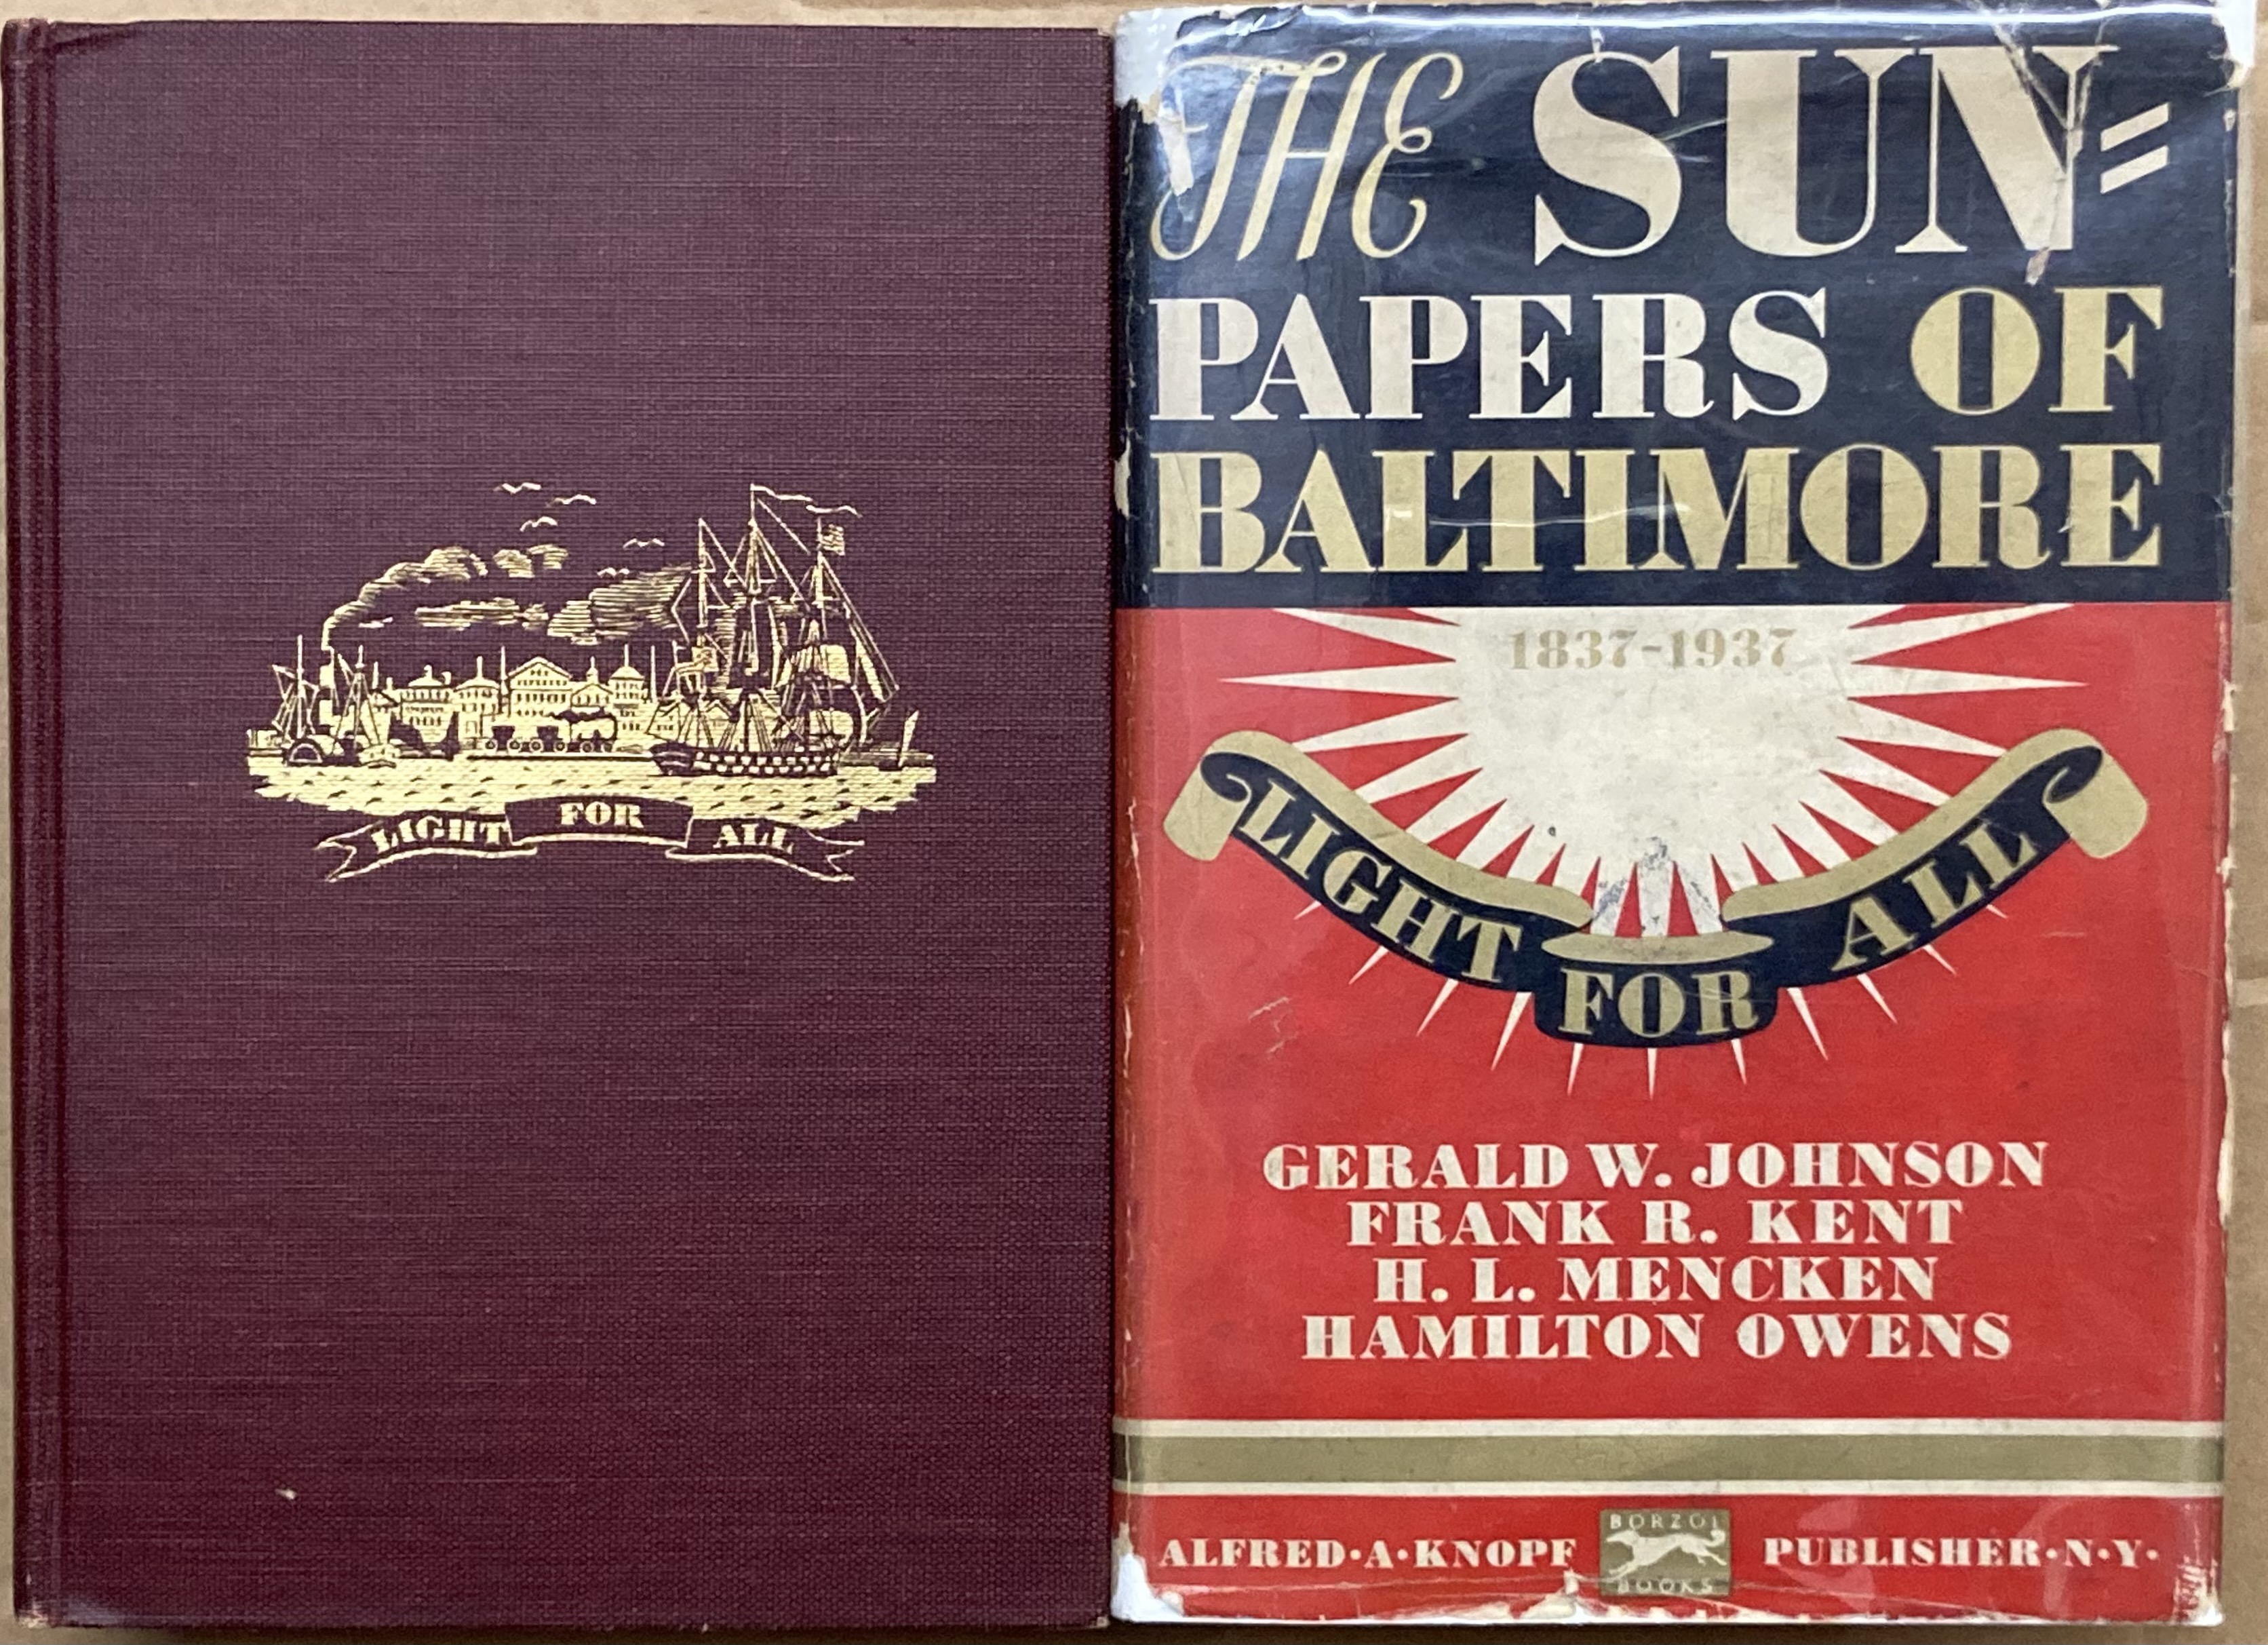 LIGHT FOR ALL
THE SUN=
PAPERS OF
BALTIMORE
1837-1937
LIGHT FOR ALL
GERALD W. JOHNSON
FRANK R. KENT
H. L. MENCKEN
HAMILTON OWENS
ALFRED·A·KNOPF BORZOI BOOKS PUBLISHER·N·Y·